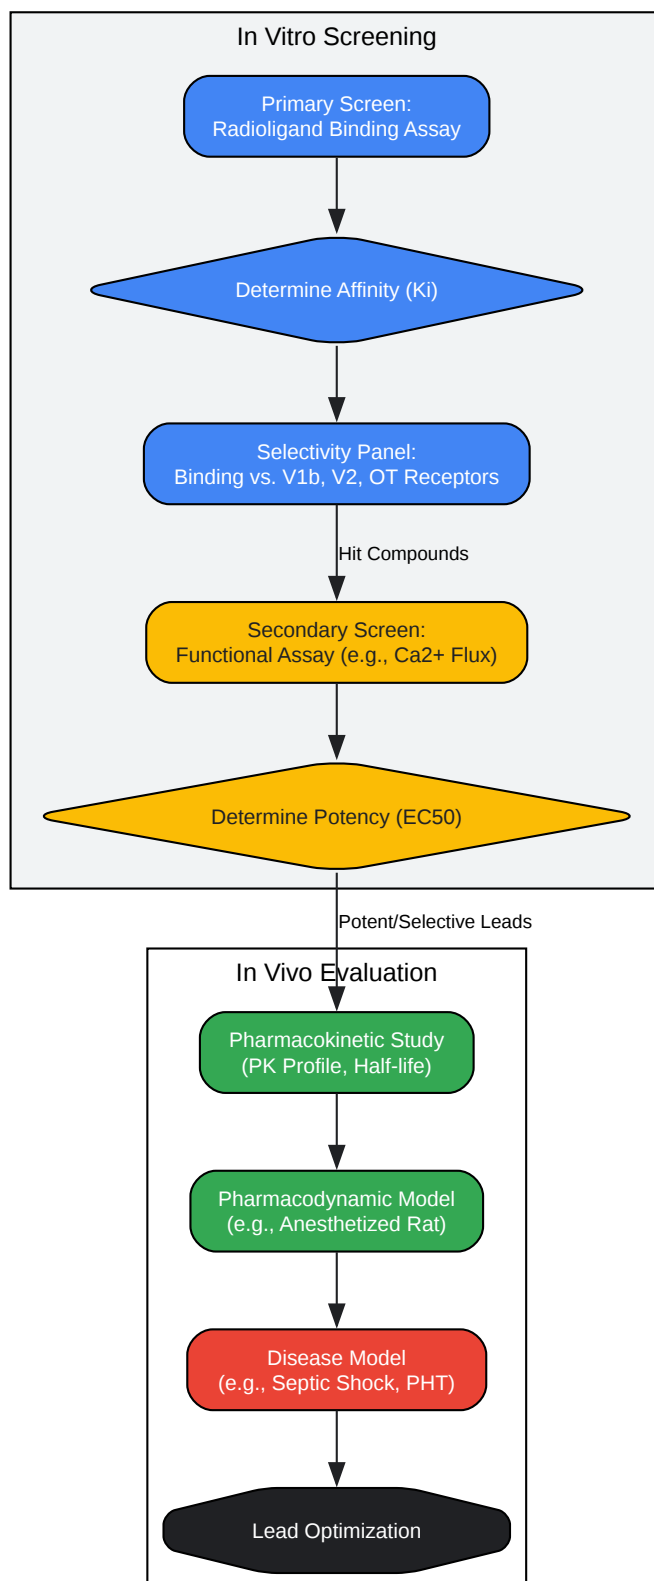 In Vitro Screening
Primary Screen:
Radioligand Binding Assay
Determine Affinity (Ki)
Selectivity Panel:
Binding vs. V1b, V2, OT Receptors
Hit Compounds
Secondary Screen:
Functional Assay (e.g., Ca2+ Flux)
Determine Potency (EC50)
Potent/Selective Leads
In Vivo Evaluation
Pharmacokinetic Study
(PK Profile, Half-life)
Pharmacodynamic Model
(e.g., Anesthetized Rat)
Disease Model
(e.g., Septic Shock, PHT)
Lead Optimization